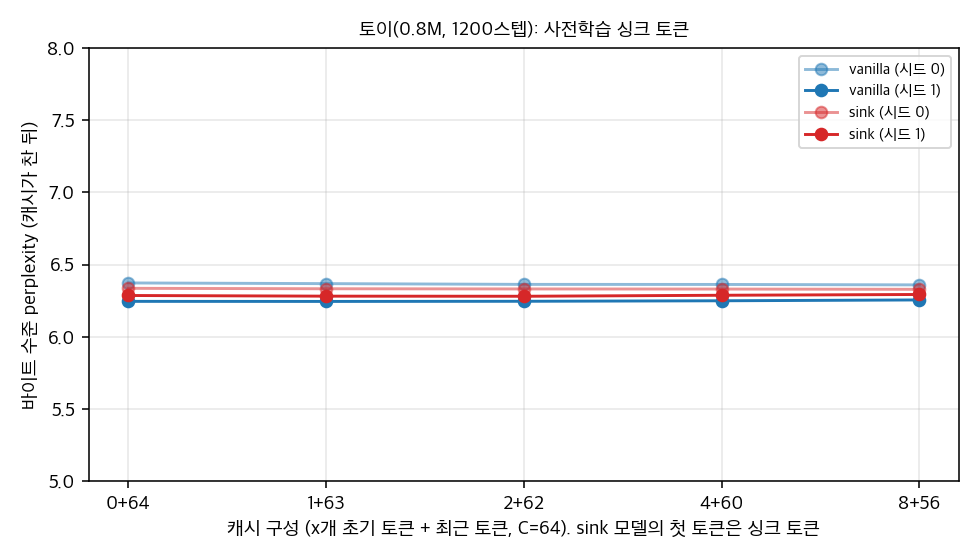 토이(0.8M, 1200스텝): 사전학습 싱크 토큰
바이트 수준 perplexity (캐시가 찬 뒤)
8.0
7.5
7.0
6.5
6.0
5.5
5.0
vanilla (시드 0)
vanilla (시드 1)
sink (시드 0)
sink (시드 1)
0+64
1+63
2+62
4+60
8+56
캐시 구성 (x개 초기 토큰 + 최근 토큰, C=64). sink 모델의 첫 토큰은 싱크 토큰